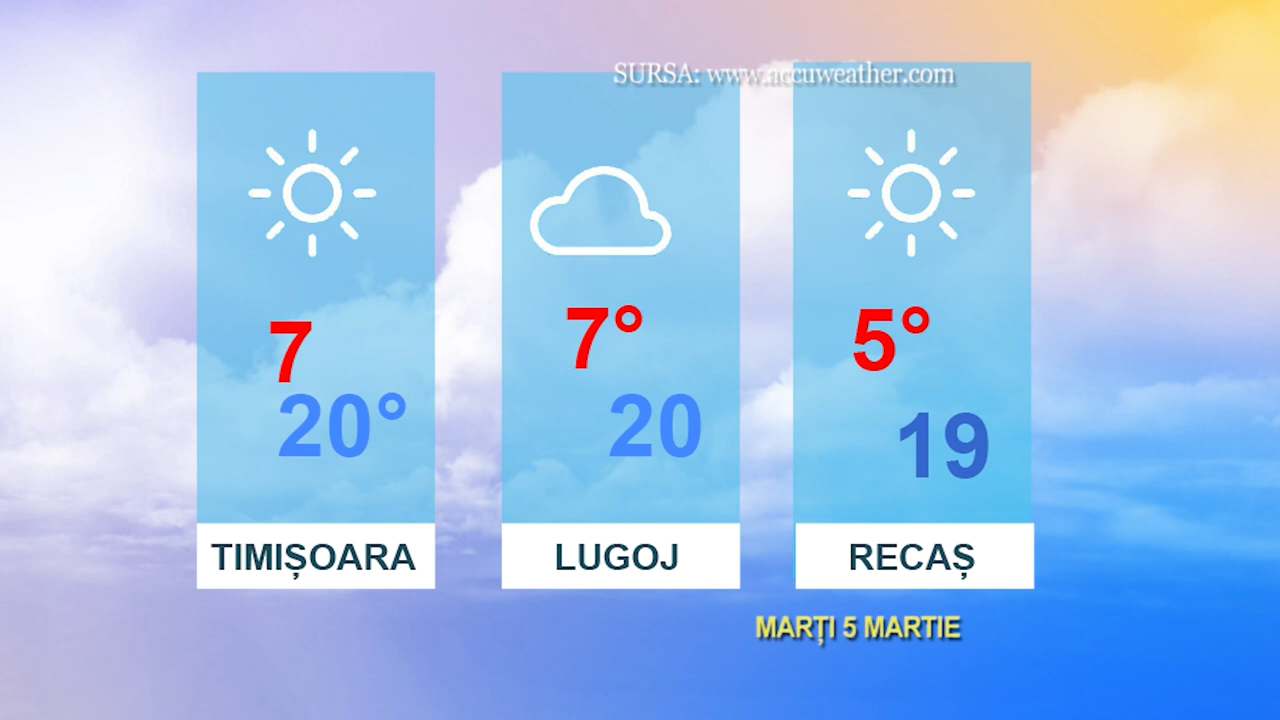 SURSA: www.accuweather.com
7
20°
TIMIȘOARA
7°
20
LUGOJ
5°
19
RECAȘ
MARȚI 5 MARTIE